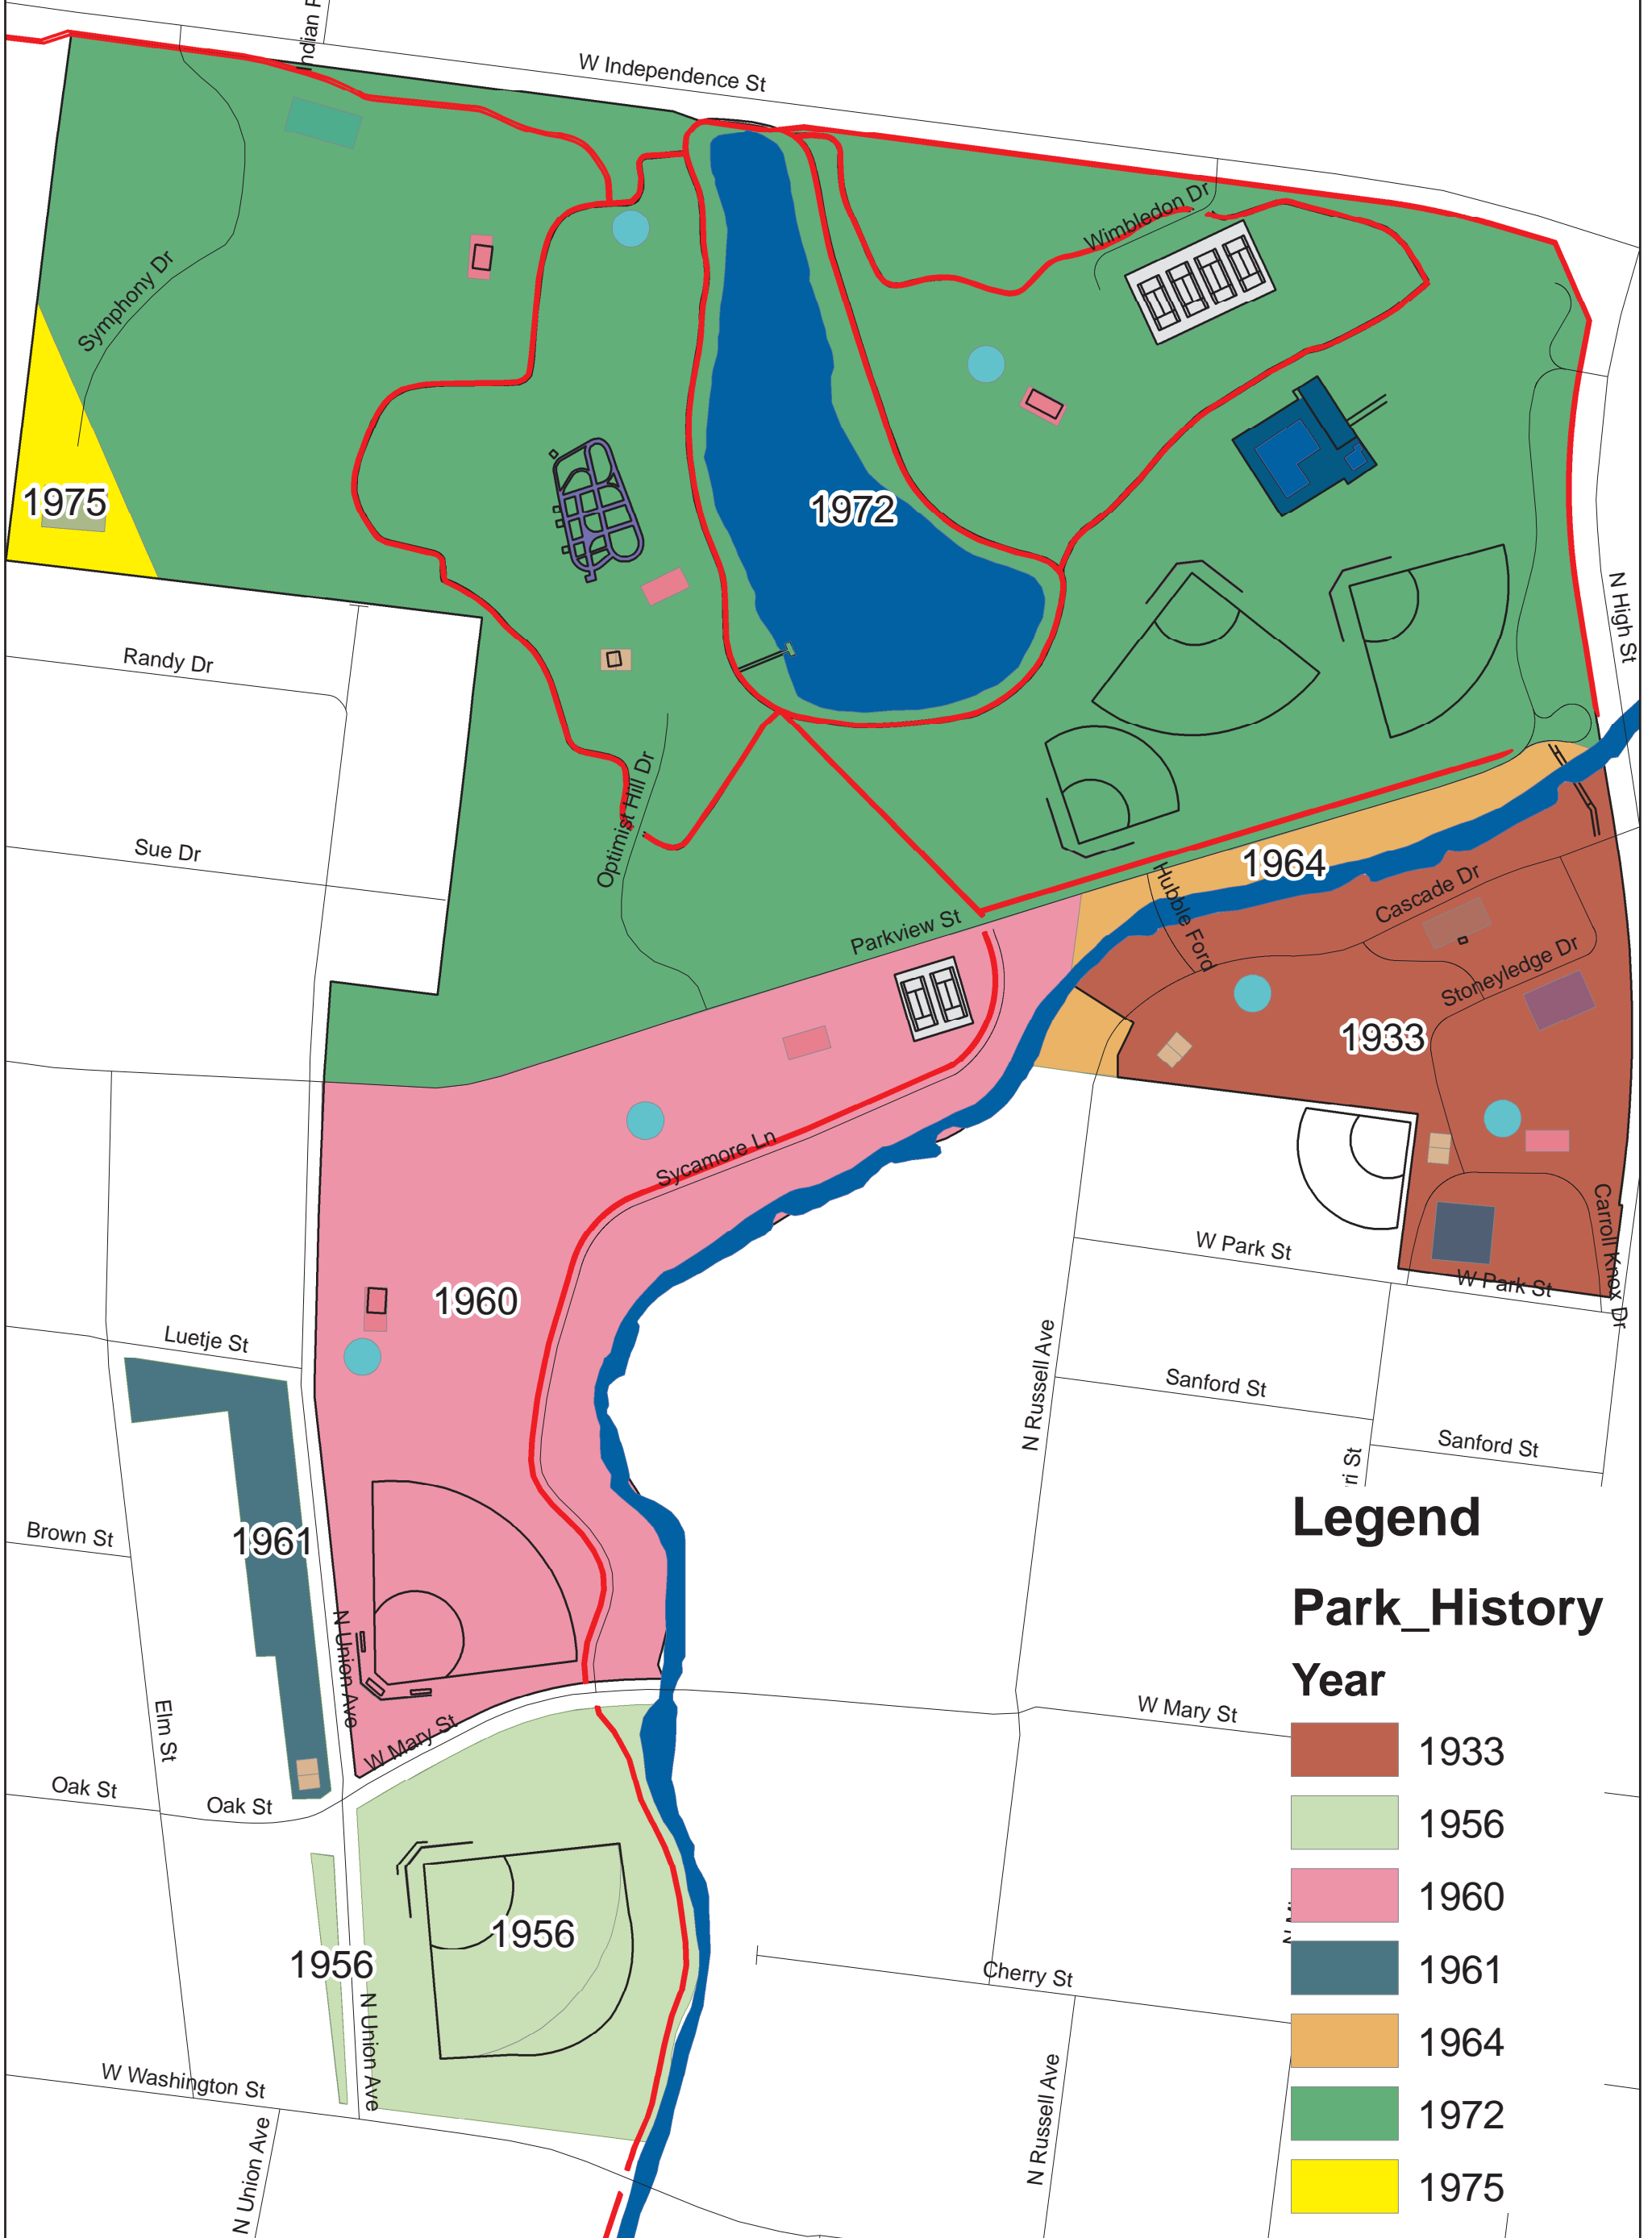 W Independence St
Wimbledon Dr
Symphony Dr
1975
1972
N High St
Randy Dr
Optimist Hill Dr
Sue Dr
1964
Hubble Ford
Cascade Dr
Parkview St
Stoneyledge Dr
1933
Sycamore Ln
Carroll Knox Dr
W Park St
W Park St
1960
Luetje St
N Russell Ave
Sanford St
Sanford St
Brown St
1961
N Union Ave
Elm St
W Mary St
W Mary St
Oak St
Oak St
1956
1956
N Union Ave
Cherry St
W Washington St
N Union Ave
N Russell Ave
Legend
Park_History
Year
1933
1956
1960
1961
1964
1972
1975